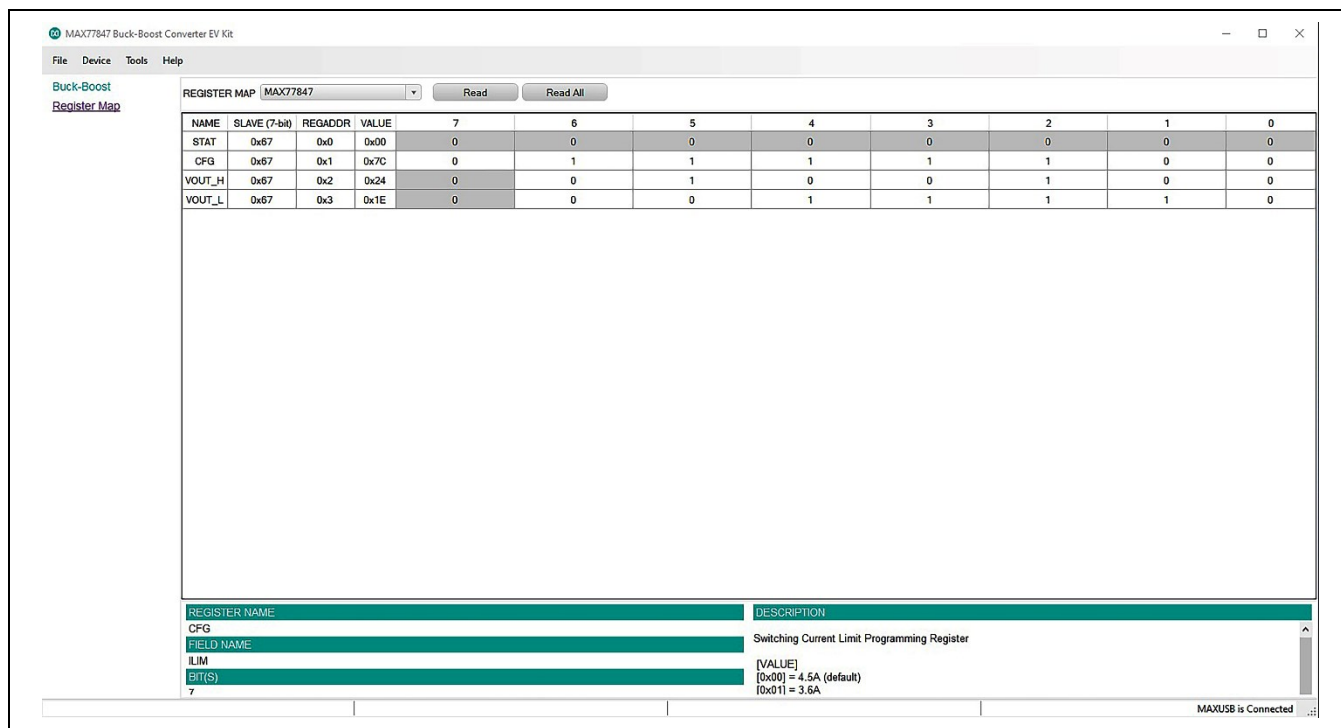 MAX77847 Buck-Boost Converter EV Kit
File Device Tools Help
Buck-Boost
Register Map
REGISTER MAP MAX77847 Read Read All
NAME SLAVE (7-bit) REGADDR VALUE 7 6 5 4 3 2 1 0
STAT 0x67 0x0 0x00 0 0 0 0 0 0 0 0
CFG 0x67 0x1 0x7C 0 1 1 1 1 1 0 0
VOUT_H 0x67 0x2 0x24 0 0 1 0 0 1 0 0
VOUT_L 0x67 0x3 0x1E 0 0 0 1 1 1 1 0
REGISTER NAME
CFG
FIELD NAME
ILIM
BIT(S)
7
DESCRIPTION
Switching Current Limit Programming Register
[VALUE]
[0x00] = 4.5A (default)
[0x01] = 3.6A
MAXUSB is Connected